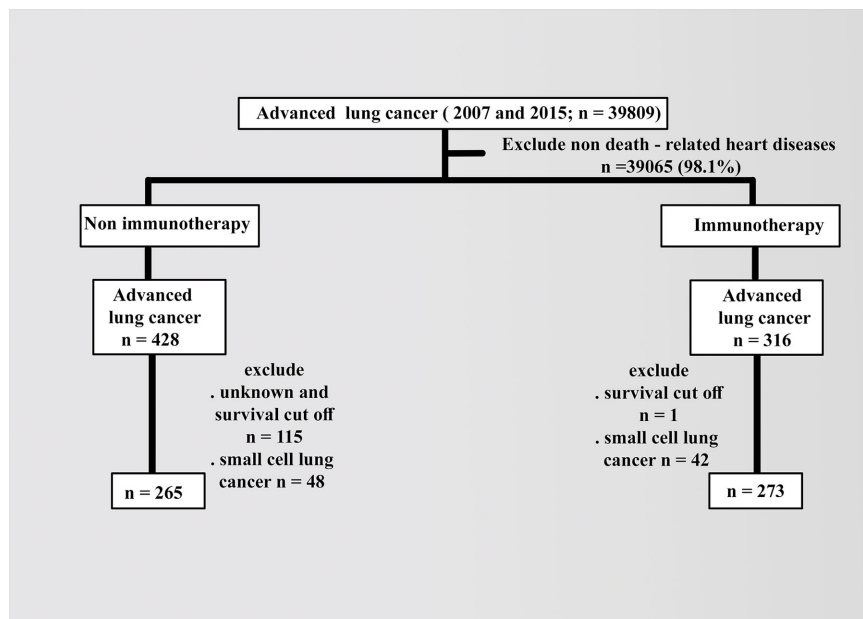 Advanced lung cancer ( 2007 and 2015; n = 39809)
Exclude non death - related heart diseases
n =39065 (98.1%)
Non immunotherapy
Immunotherapy
Advanced
lung cancer
n = 428
Advanced
lung cancer
n = 316
exclude
. unknown and
survival cut off
n = 115
. small cell lung
cancer n = 48
exclude
. survival cut off
n = 1
. small cell lung
cancer n = 42
n = 265
n = 273